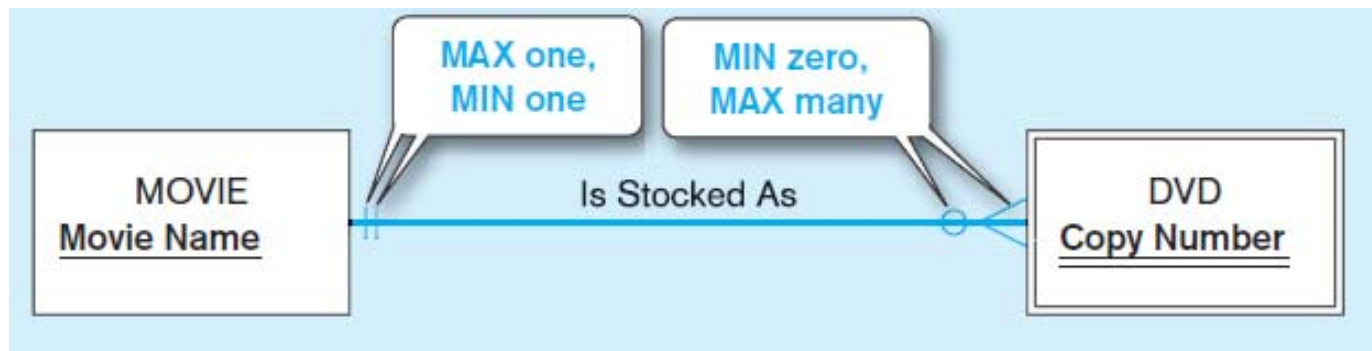 MAX one,
MIN one
MIN zero,
MAX many
MOVIE
Movie Name
Is Stocked As
DVD
Copy Number